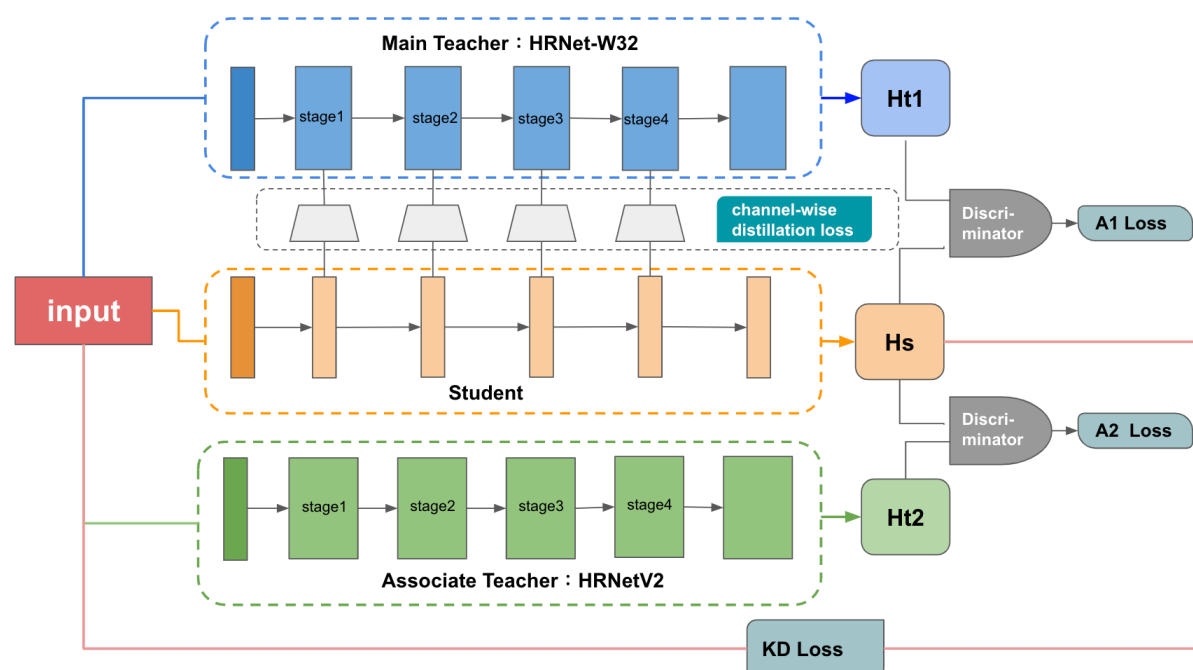 Main Teacher：HRNet-W32
stage1
stage2
stage3
stage4
Ht1
channel-wise
distillation loss
Discri-
minator
A1 Loss
input
Hs
Student
Discri-
minator
A2 Loss
stage1
stage2
stage3
stage4
Ht2
Associate Teacher：HRNetV2
KD Loss